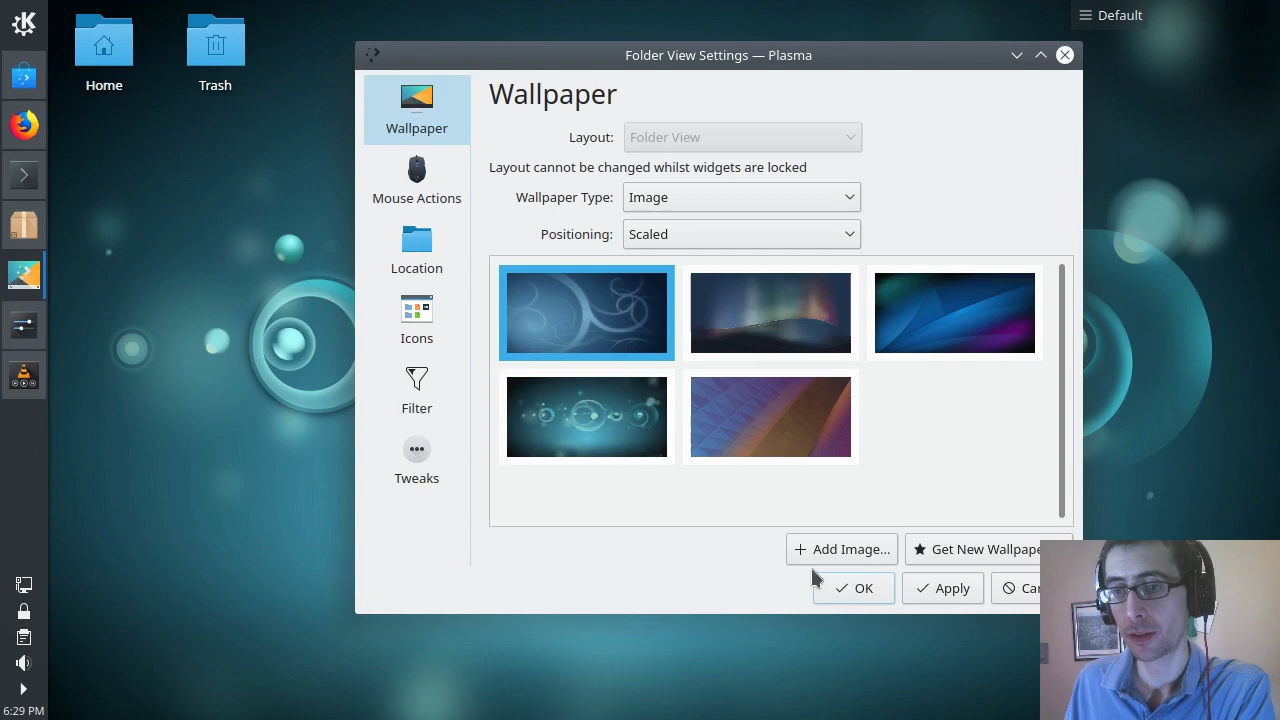 Default
Home
Trash
Folder View Settings — Plasma
Wallpaper
Mouse Actions
Location
Icons
Filter
Tweaks
Wallpaper
Layout: Folder View
Layout cannot be changed whilst widgets are locked
Wallpaper Type: Image
Positioning: Scaled
Add Image...
Get New Wallpape
OK
Apply
Can
6:29 PM